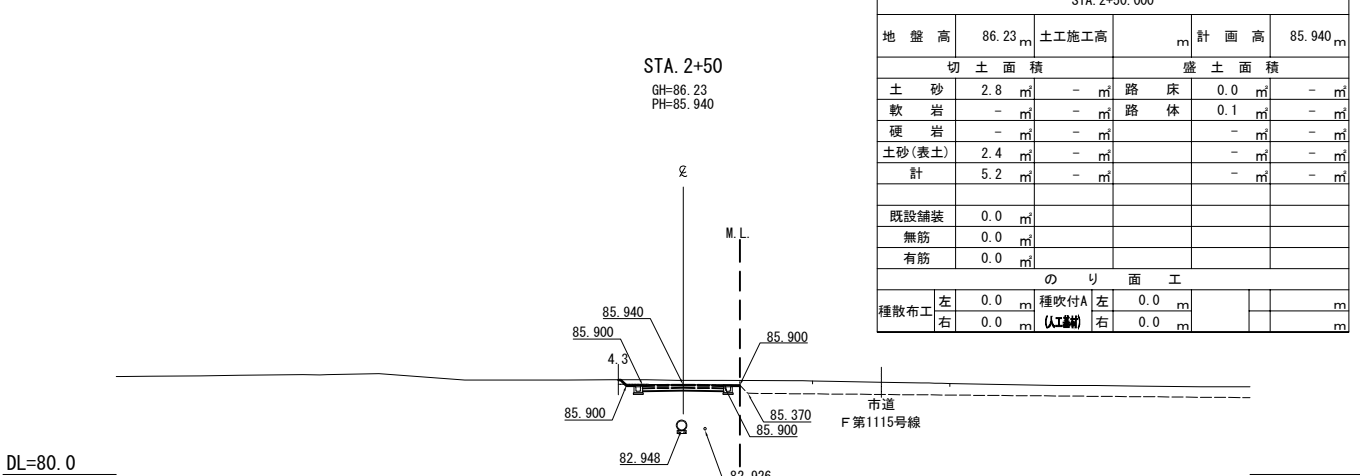 STA.2+50.000
地 盤 高 86.23 m 土工施工高 m 計 画 高 85.940 m
切 土 面 積 盛 土 面 積
土 砂 2.8 ㎡ - ㎡ 路 床 0.0 ㎡ - ㎡
軟 岩 - ㎡ - ㎡ 路 体 0.1 ㎡ - ㎡
硬 岩 - ㎡ - ㎡ - ㎡ - ㎡
土砂(表土) 2.4 ㎡ - ㎡ - ㎡ - ㎡
計 5.2 ㎡ - ㎡ - ㎡ - ㎡
既設舗装 0.0 ㎡
無筋 0.0 ㎡
有筋 0.0 ㎡
の り 面 工
種散布工 左 0.0 m 種吹付A 左 0.0 m m
右 0.0 m (人工基材) 右 0.0 m m
STA.2+50
GH=86.23
PH=85.940
M.L.
85.940
85.900
85.900
4.3
85.900
85.370
85.900
市道
F第1115号線
82.948
82.926
DL=80.0